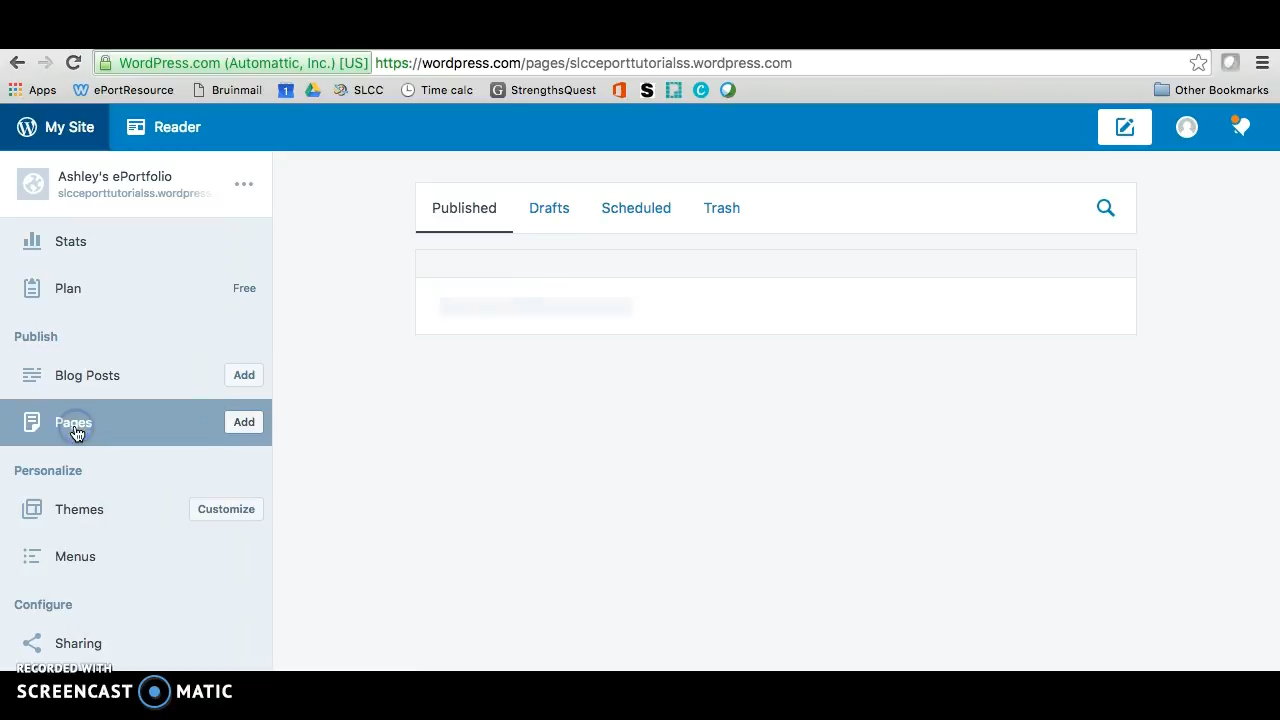 WordPress.com (Automattic, Inc.) [US] https://wordpress.com/pages/slcceporttutorialss.wordpress.com
Apps ePortResource Bruinmail 1 SLCC Time calc G StrengthsQuest S C Other Bookmarks
My Site Reader
Ashley's ePortfolio
slcceporttutorialss.wordpress.
Published Drafts Scheduled Trash
Stats
Plan Free
Publish
Blog Posts Add
Pages Add
Personalize
Themes Customize
Menus
Configure
Sharing
RECORDED WITH
SCREENCAST MATIC